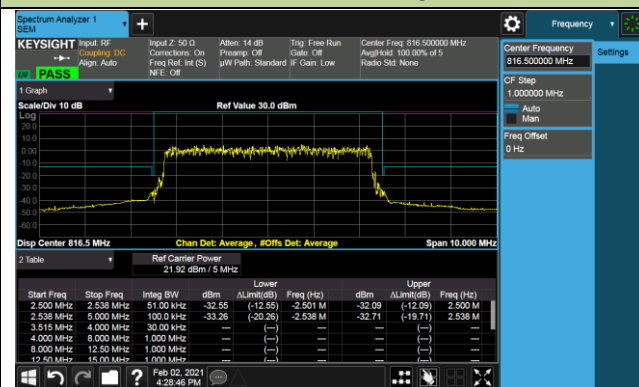 Spectrum Analyzer 1
SEM
Frequency
KEYSIGHT Input: RF
Coupling: DC
Align: Auto
Input Z: 50 Ω
Corrections: On
Freq Ref: Int (S)
NFE: Off
Atten: 14 dB
Preamp: Off
µW Path: Standard
Trig: Free Run
Gate: Off
IF Gain: Low
Center Freq: 816.500000 MHz
Avg|Hold: 100.00% of 5
Radio Std: None
PASS
Center Frequency
816.500000 MHz
Settings
CF Step
1.000000 MHz
Auto
Man
Freq Offset
0 Hz
1 Graph
Scale/Div 10 dB
Ref Value 30.0 dBm
Log
20.0
10.0
0.00
-10.0
-20.0
-30.0
-40.0
-50.0
-60.0
Disp Center 816.5 MHz
Chan Det: Average, #Offs Det: Average
Span 10.000 MHz
2 Table
Ref Carrier Power
21.92 dBm / 5 MHz
Lower Upper
Start Freq Stop Freq Integ BW dBm ΔLimit(dB) Freq (Hz) dBm ΔLimit(dB) Freq (Hz)
2.500 MHz 2.538 MHz 51.00 kHz -32.55 (-12.55) -2.501 M -32.09 (-12.09) 2.500 M
2.538 MHz 5.000 MHz 100.0 kHz -33.26 (-20.26) -2.538 M -32.71 (-19.71) 2.538 M
3.515 MHz 4.000 MHz 30.00 kHz --- (---) --- --- (---) ---
4.000 MHz 8.000 MHz 1.000 MHz --- (---) --- --- (---) ---
8.000 MHz 12.50 MHz 1.000 MHz --- (---) --- --- (---) ---
12.50 MHz 15.00 MHz 1.000 MHz --- (---) --- --- (---) ---
Feb 02, 2021
4:28:46 PM